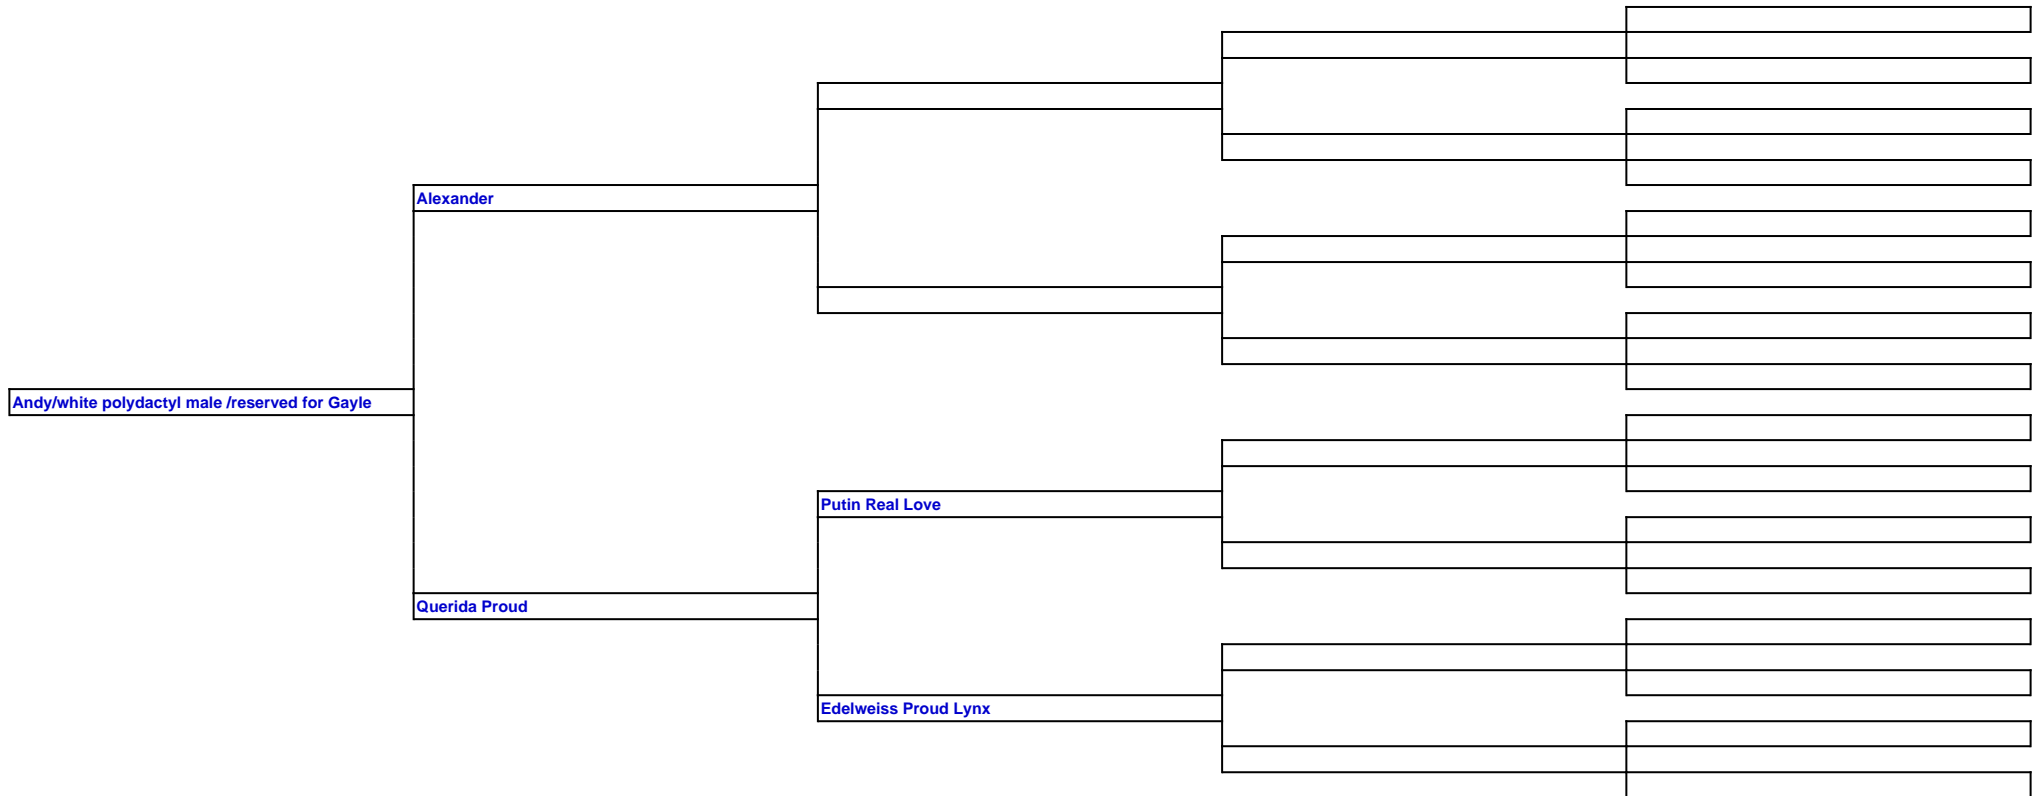 Alexander
Andy/white polydactyl male /reserved for Gayle
Putin Real Love
Querida Proud
Edelweiss Proud Lynx